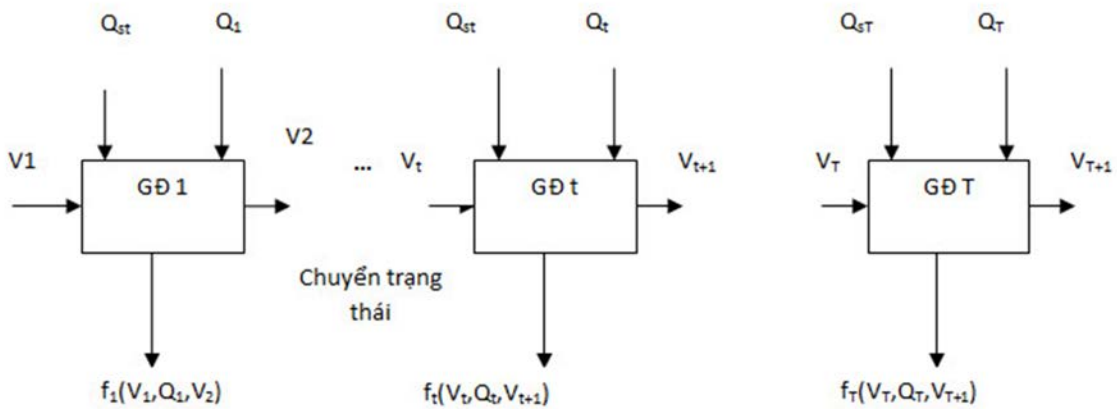 Qst Q1 Qst Qt QsT QT
V1 V2 ... Vt Vt+1 VT VT+1
GĐ 1 GĐ t GĐ T
Chuyển trạng
thái
f1(V1,Q1,V2) ft(Vt,Qt,Vt+1) fT(VT,QT,VT+1)